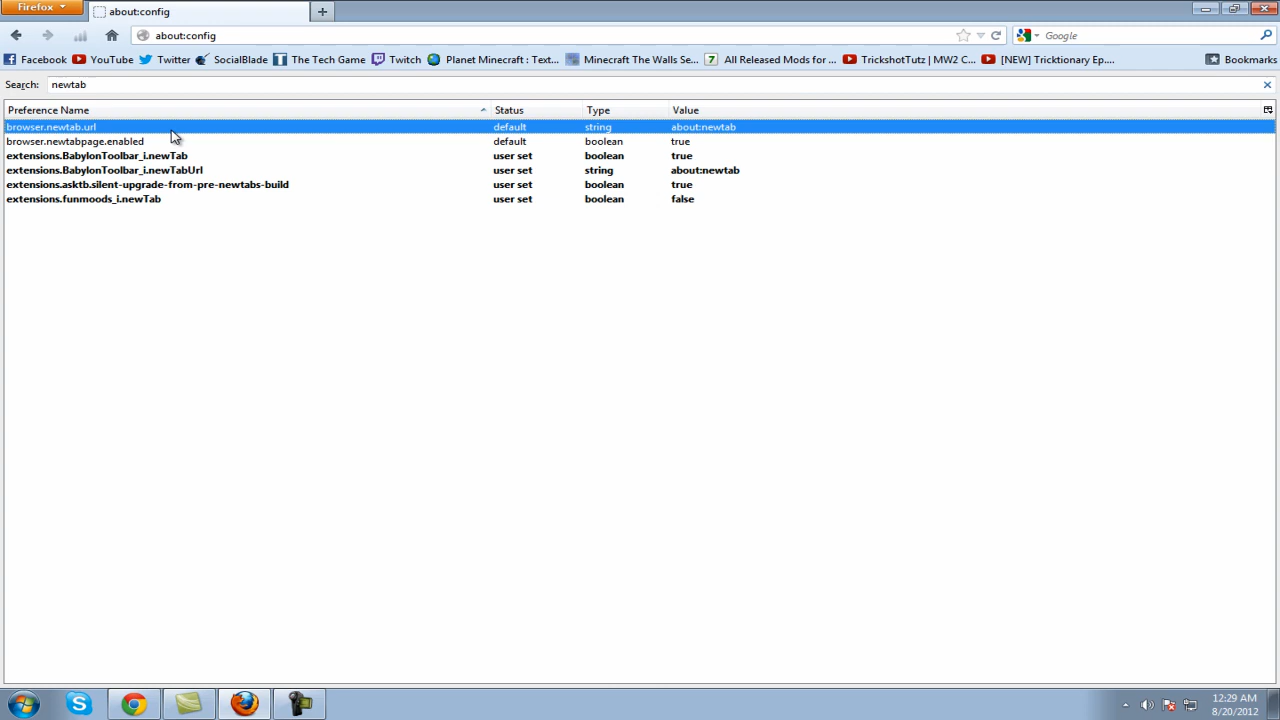 Firefox
about:config
about:config
Google
Facebook YouTube Twitter SocialBlade The Tech Game Twitch Planet Minecraft : Text... Minecraft The Walls Se... 7 All Released Mods for ... TrickshotTutz | MW2 C... [NEW] Tricktionary Ep.... Bookmarks
Search: newtab
Preference Name Status Type Value
browser.newtab.url default string about:newtab
browser.newtabpage.enabled default boolean true
extensions.BabylonToolbar_i.newTab user set boolean true
extensions.BabylonToolbar_i.newTabUrl user set string about:newtab
extensions.asktb.silent-upgrade-from-pre-newtabs-build user set boolean true
extensions.funmoods_i.newTab user set boolean false
12:29 AM
8/20/2012